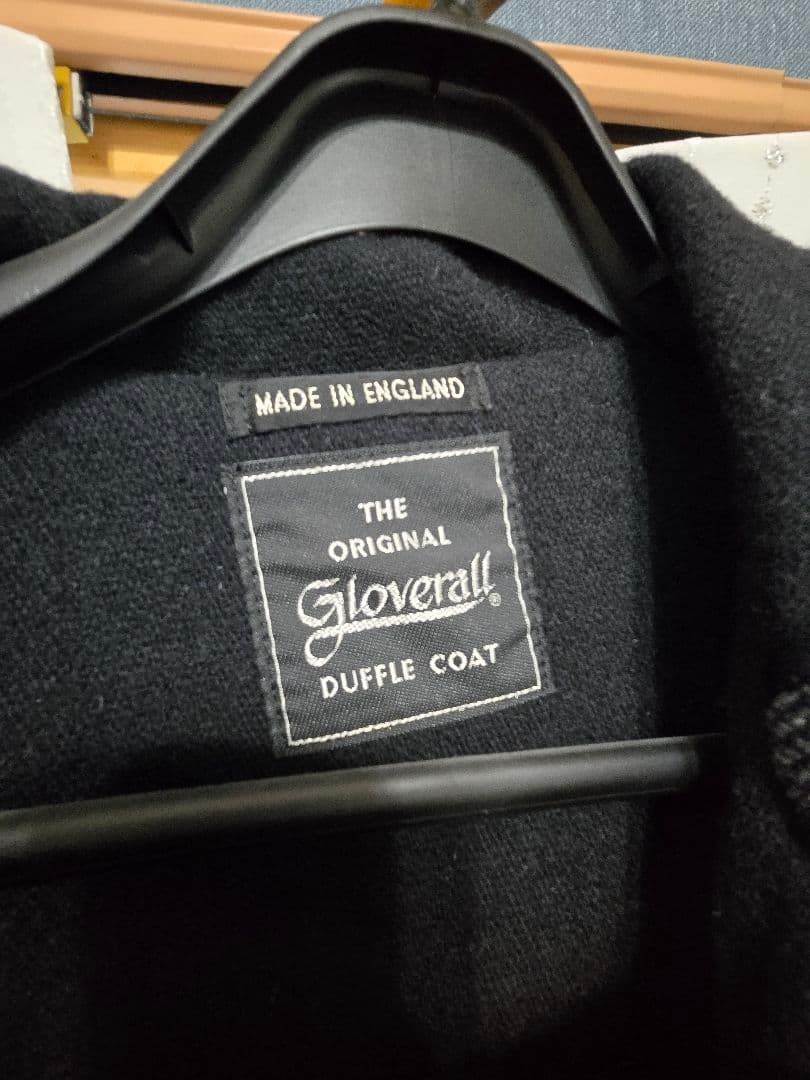 MADE IN ENGLAND
THE
ORIGINAL
Gloverall®
DUFFLE COAT